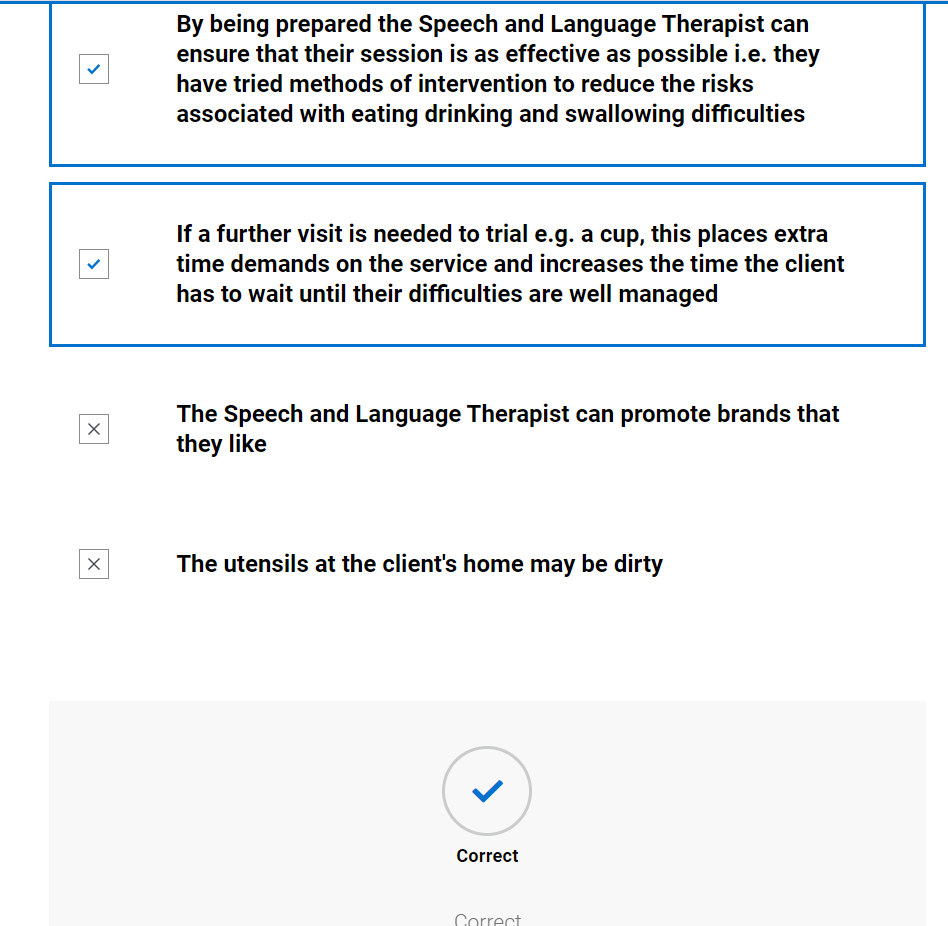 By being prepared the Speech and Language Therapist can
ensure that their session is as effective as possible i.e. they
have tried methods of intervention to reduce the risks
associated with eating drinking and swallowing difficulties
If a further visit is needed to trial e.g. a cup, this places extra
time demands on the service and increases the time the client
has to wait until their difficulties are well managed
The Speech and Language Therapist can promote brands that
they like
The utensils at the client's home may be dirty
Correct
Correct